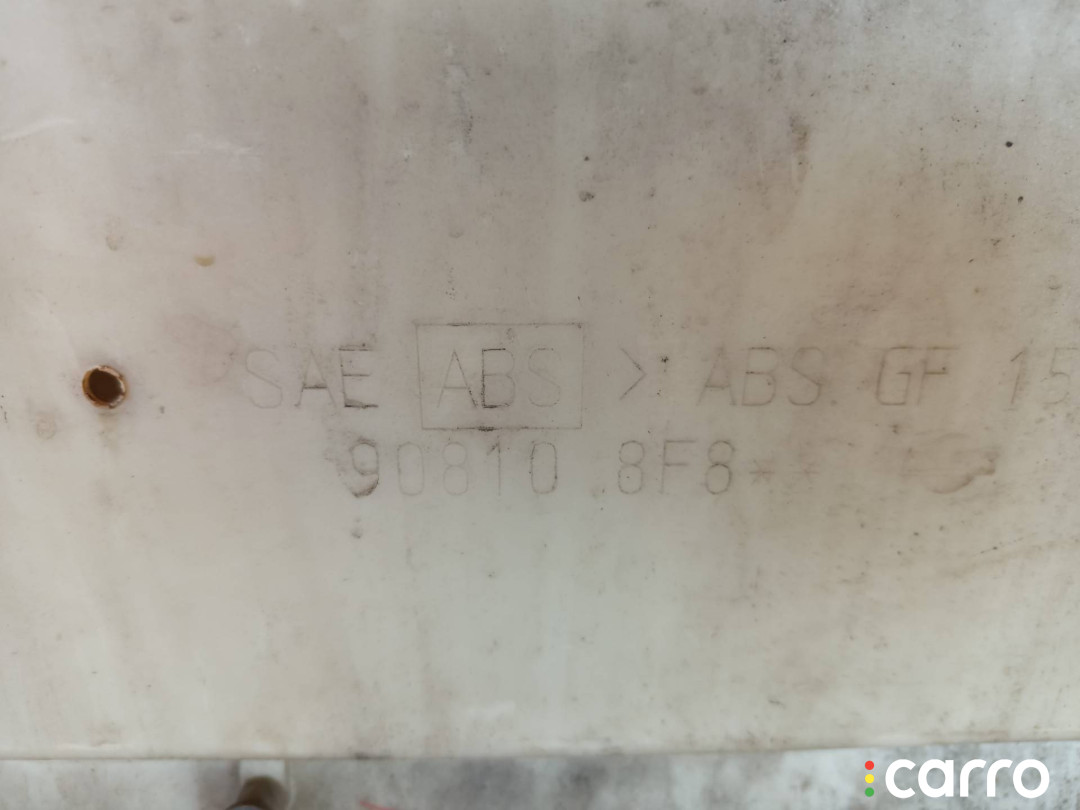 SAE ABS > ABS. GF 15
90810 8F8**
carro